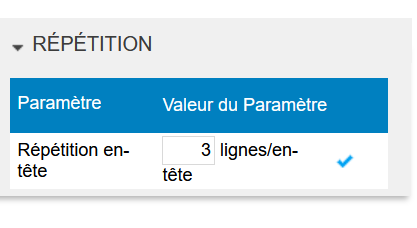 RÉPÉTITION
Paramètre Valeur du Paramètre
Répétition en- 3 lignes/en-
tête tête